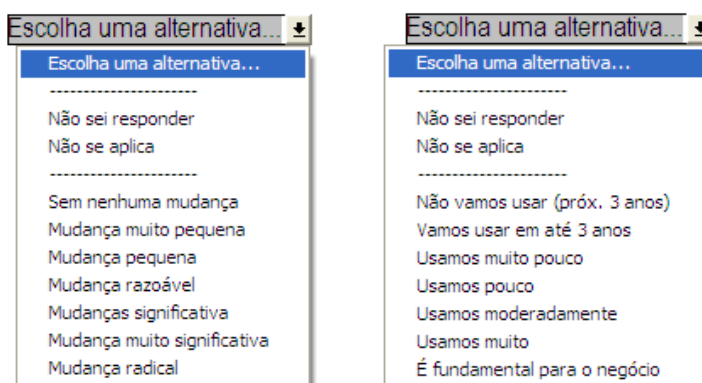 Escolha uma alternativa...
Escolha uma alternativa...
----------------------
Não sei responder
Não se aplica
----------------------
Sem nenhuma mudança
Mudança muito pequena
Mudança pequena
Mudança razoável
Mudanças significativa
Mudança muito significativa
Mudança radical
Escolha uma alternativa...
Escolha uma alternativa...
----------------------
Não sei responder
Não se aplica
----------------------
Não vamos usar (próx. 3 anos)
Vamos usar em até 3 anos
Usamos muito pouco
Usamos pouco
Usamos moderadamente
Usamos muito
É fundamental para o negócio